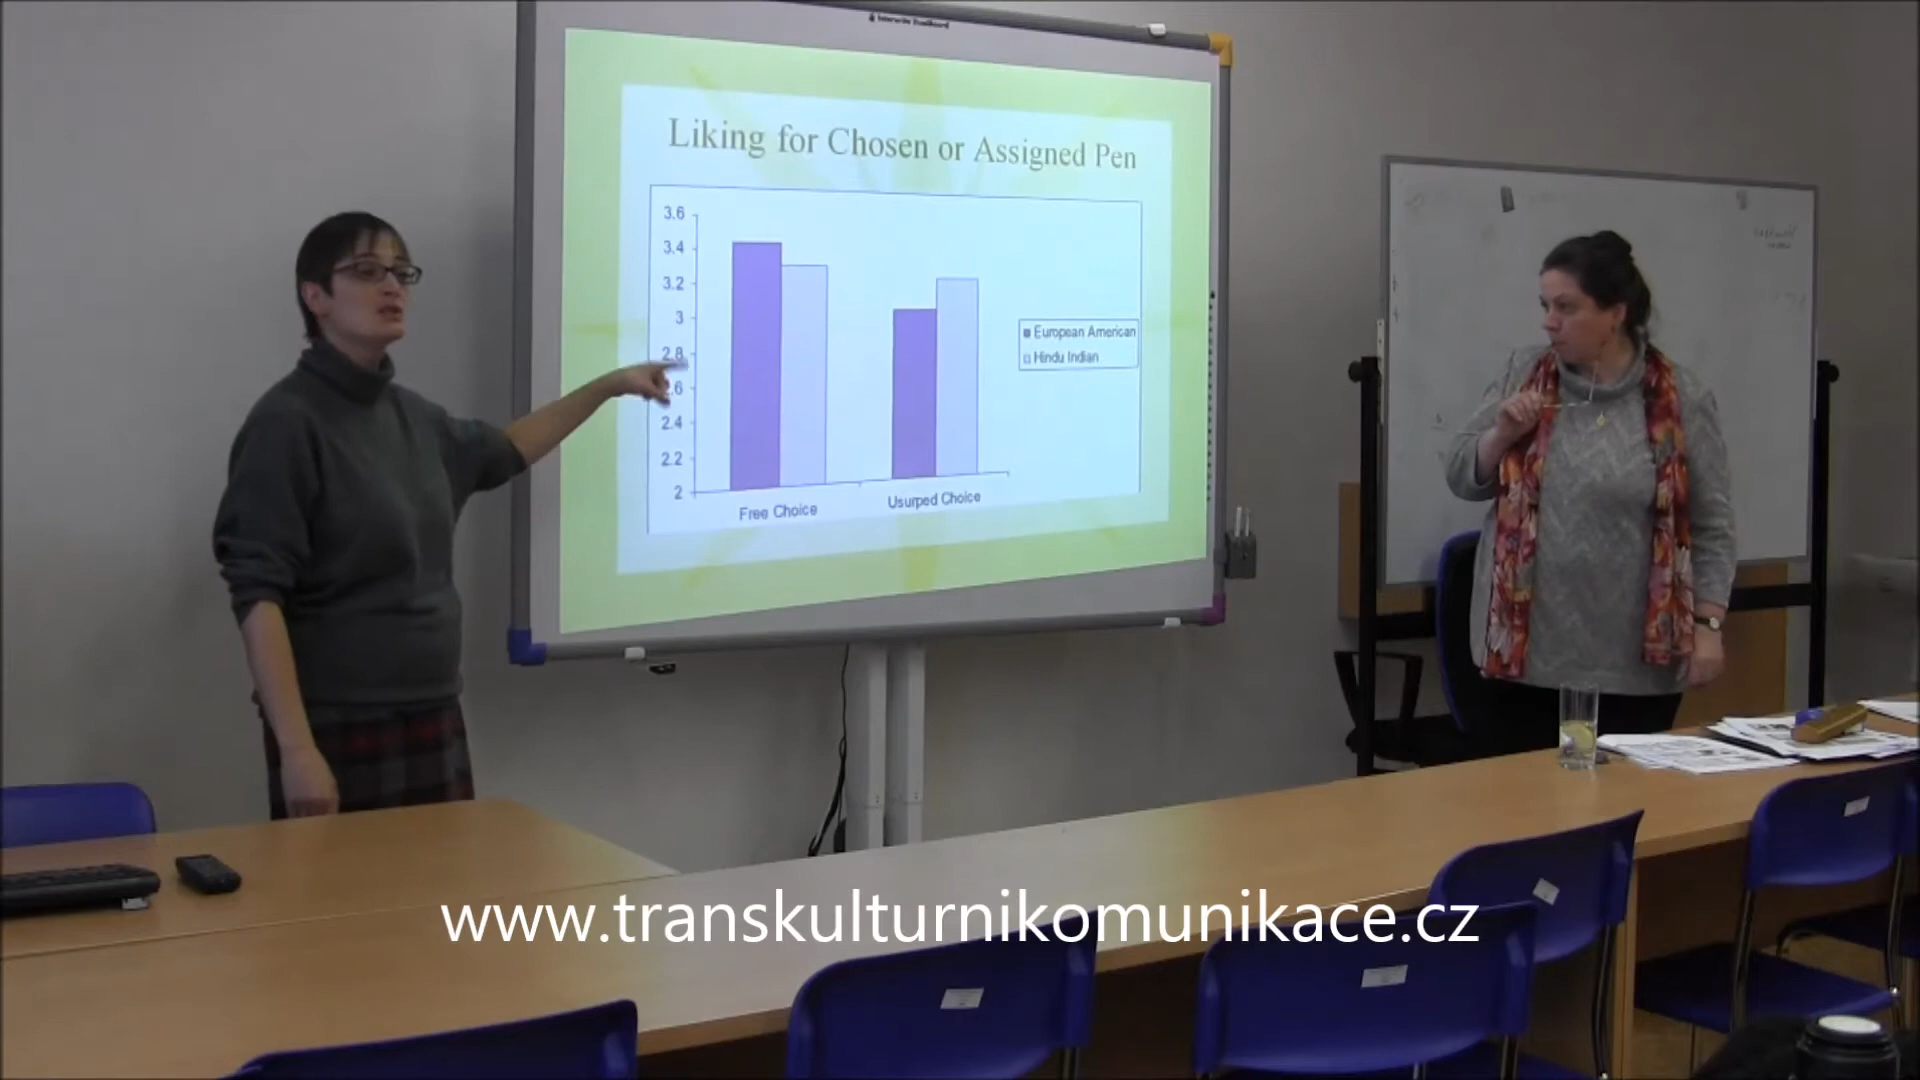 Liking for Chosen or Assigned Pen
3.6
3.4
3.2
3
2.8
.6
2.4
2.2
2
European American
Hindu Indian
Free Choice
Usurped Choice
www.transkulturnikomunikace.cz